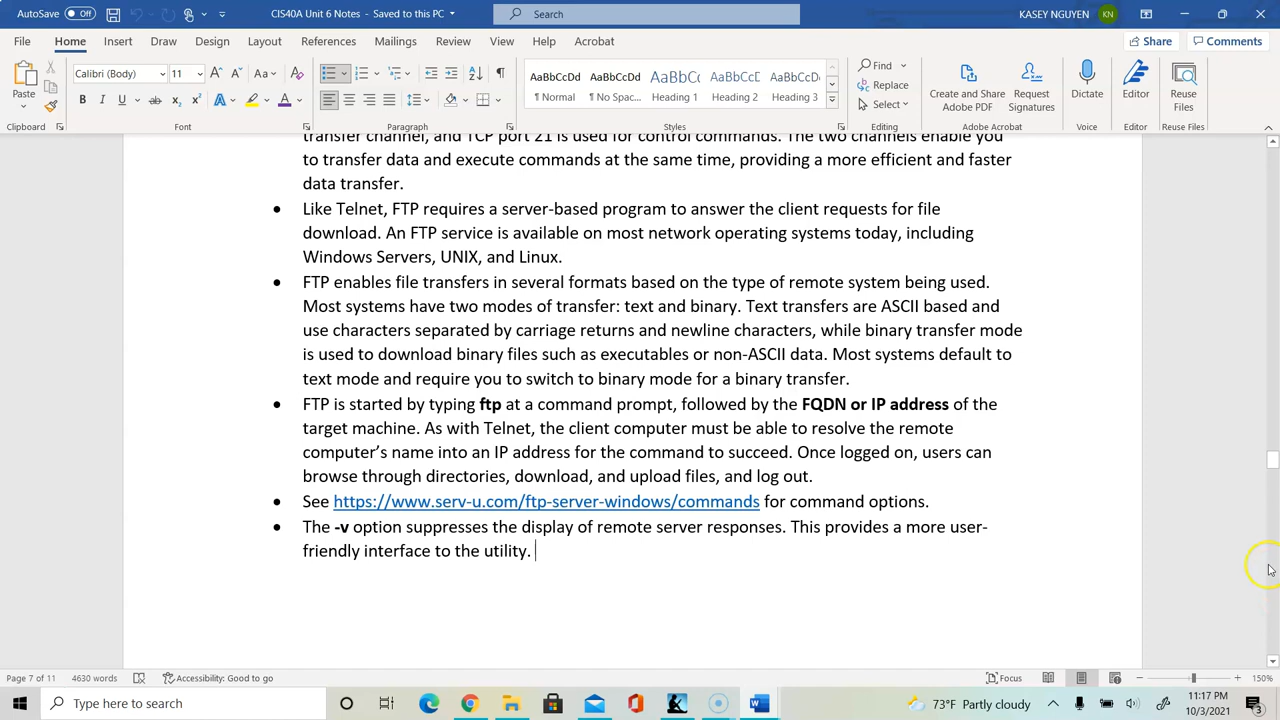 AutoSave Off CIS40A Unit 6 Notes - Saved to this PC Search KASEY NGUYEN KN
File Home Insert Draw Design Layout References Mailings Review View Help Acrobat Share Comments
Paste
Calibri (Body) 11
AaBbCcDd AaBbCcDd AaBbCc AaBbCcD AaBbCcD
¶ Normal ¶ No Spac... Heading 1 Heading 2 Heading 3
Find
Replace
Select
Create and Share Adobe PDF
Request Signatures
Dictate
Editor
Reuse Files
Clipboard Font Paragraph Styles Editing Adobe Acrobat Voice Editor Reuse Files
transfer channel, and TCP port 21 is used for control commands. The two channels enable you
to transfer data and execute commands at the same time, providing a more efficient and faster
data transfer.
• Like Telnet, FTP requires a server-based program to answer the client requests for file
download. An FTP service is available on most network operating systems today, including
Windows Servers, UNIX, and Linux.
• FTP enables file transfers in several formats based on the type of remote system being used.
Most systems have two modes of transfer: text and binary. Text transfers are ASCII based and
use characters separated by carriage returns and newline characters, while binary transfer mode
is used to download binary files such as executables or non-ASCII data. Most systems default to
text mode and require you to switch to binary mode for a binary transfer.
• FTP is started by typing ftp at a command prompt, followed by the FQDN or IP address of the
target machine. As with Telnet, the client computer must be able to resolve the remote
computer’s name into an IP address for the command to succeed. Once logged on, users can
browse through directories, download, and upload files, and log out.
• See https://www.serv-u.com/ftp-server-windows/commands for command options.
• The -v option suppresses the display of remote server responses. This provides a more user-
friendly interface to the utility.
Page 7 of 11 4630 words Accessibility: Good to go Focus 150%
Type here to search 73°F Partly cloudy 11:17 PM
10/3/2021 3